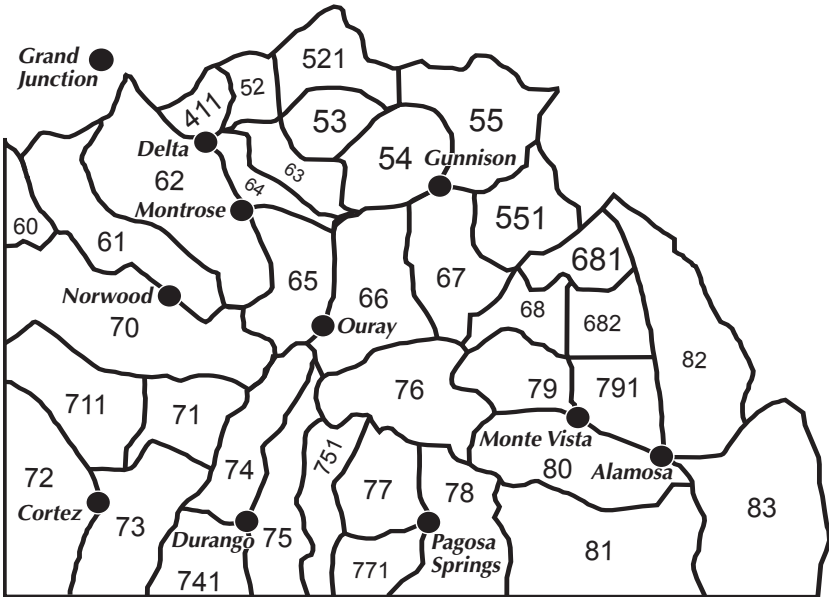 Grand
Junction
521
52
411
53
55
54
Gunnison
Delta
63
64
62
Montrose
551
60
61
681
65
67
66
Norwood
68
682
70
Ouray
82
76
79
791
711
71
Monte Vista
751
74
80
Alamosa
72
77
78
Cortez
83
73
Durango
75
Pagosa
Springs
81
771
741